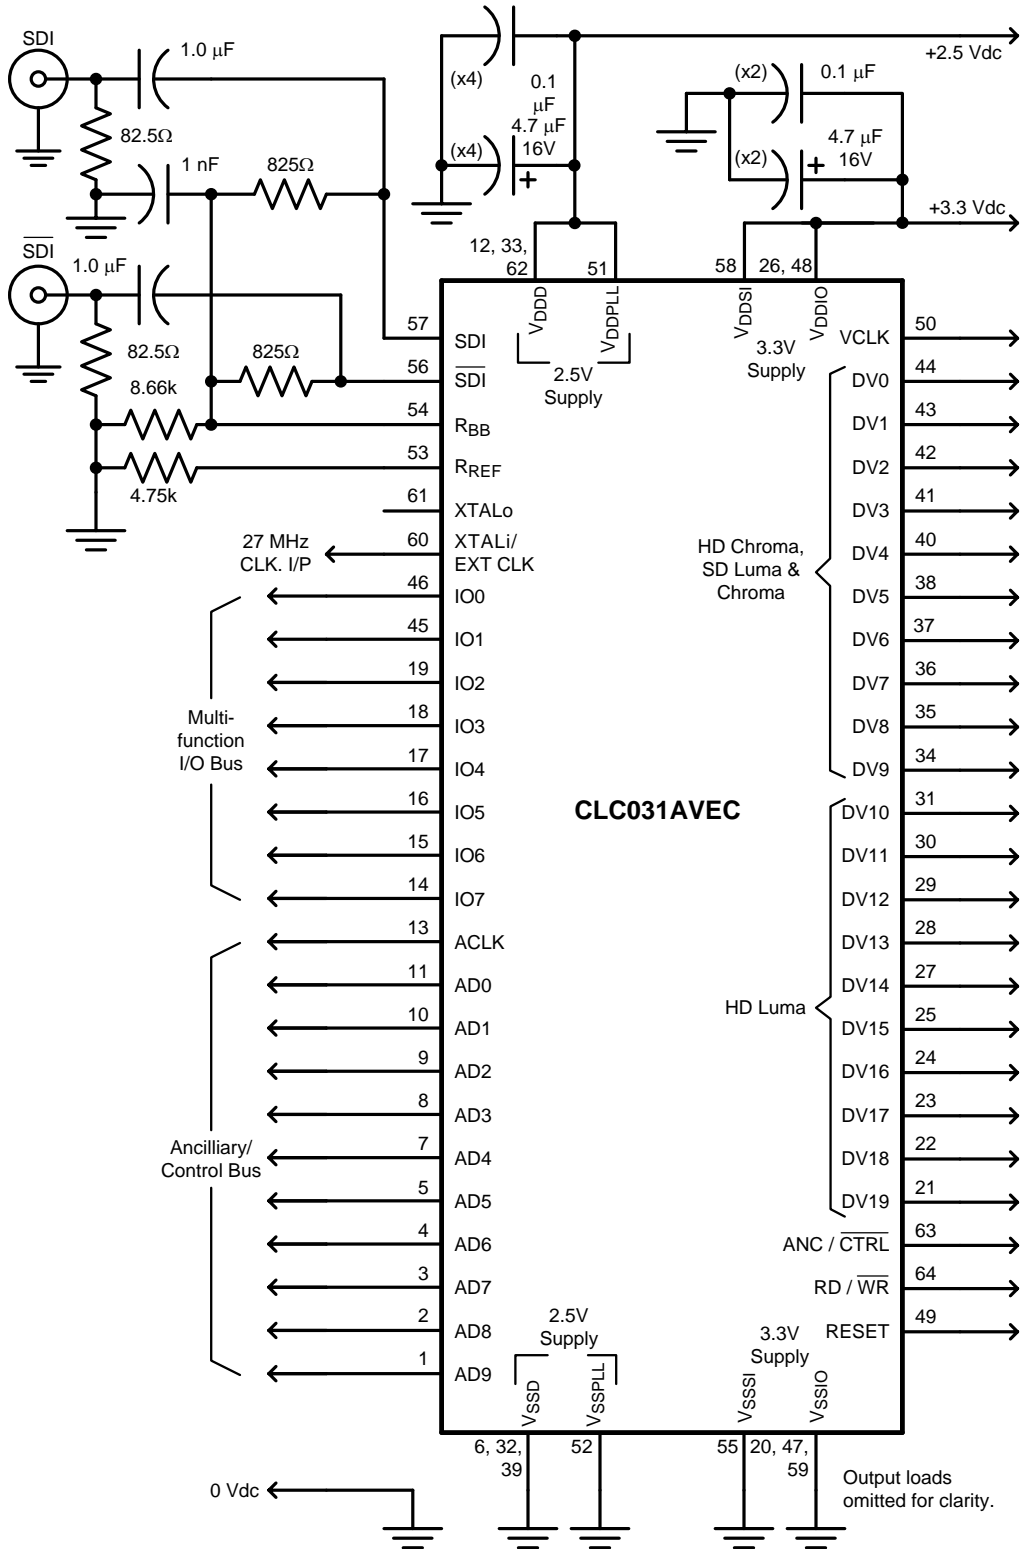 SDI
1.0 μF
82.5Ω
1 nF
825Ω
S̅D̅I̅
1.0 μF
82.5Ω
825Ω
8.66k
4.75k
(x4)
0.1
μF
(x4)
4.7 μF
16V
+
+2.5 Vdc
(x2)
0.1 μF
(x2)
4.7 μF
16V
+
+3.3 Vdc
12, 33,
62
51
58
26, 48
VDDD
VDDPLL
VDDSI
VDDIO
2.5V
Supply
3.3V
Supply
57 SDI
56 S̅D̅I̅
54 RBB
53 RREF
61 XTALo
27 MHz
CLK. I/P
60 XTALi/
EXT CLK
46 IO0
45 IO1
19 IO2
18 IO3
17 IO4
16 IO5
15 IO6
14 IO7
Multi-
function
I/O Bus
13 ACLK
11 AD0
10 AD1
9 AD2
8 AD3
7 AD4
5 AD5
4 AD6
3 AD7
2 AD8
1 AD9
Ancilliary/
Control Bus
CLC031AVEC
VCLK 50
DV0 44
DV1 43
DV2 42
DV3 41
DV4 40
DV5 38
DV6 37
DV7 36
DV8 35
DV9 34
HD Chroma,
SD Luma &
Chroma
DV10 31
DV11 30
DV12 29
DV13 28
DV14 27
DV15 25
DV16 24
DV17 23
DV18 22
DV19 21
HD Luma
ANC / C̅T̅R̅L̅ 63
RD / W̅R̅ 64
RESET 49
2.5V
Supply
3.3V
Supply
VSSD
VSSPLL
VSSSI
VSSIO
6, 32,
39
52
55
20, 47,
59
0 Vdc
Output loads
omitted for clarity.